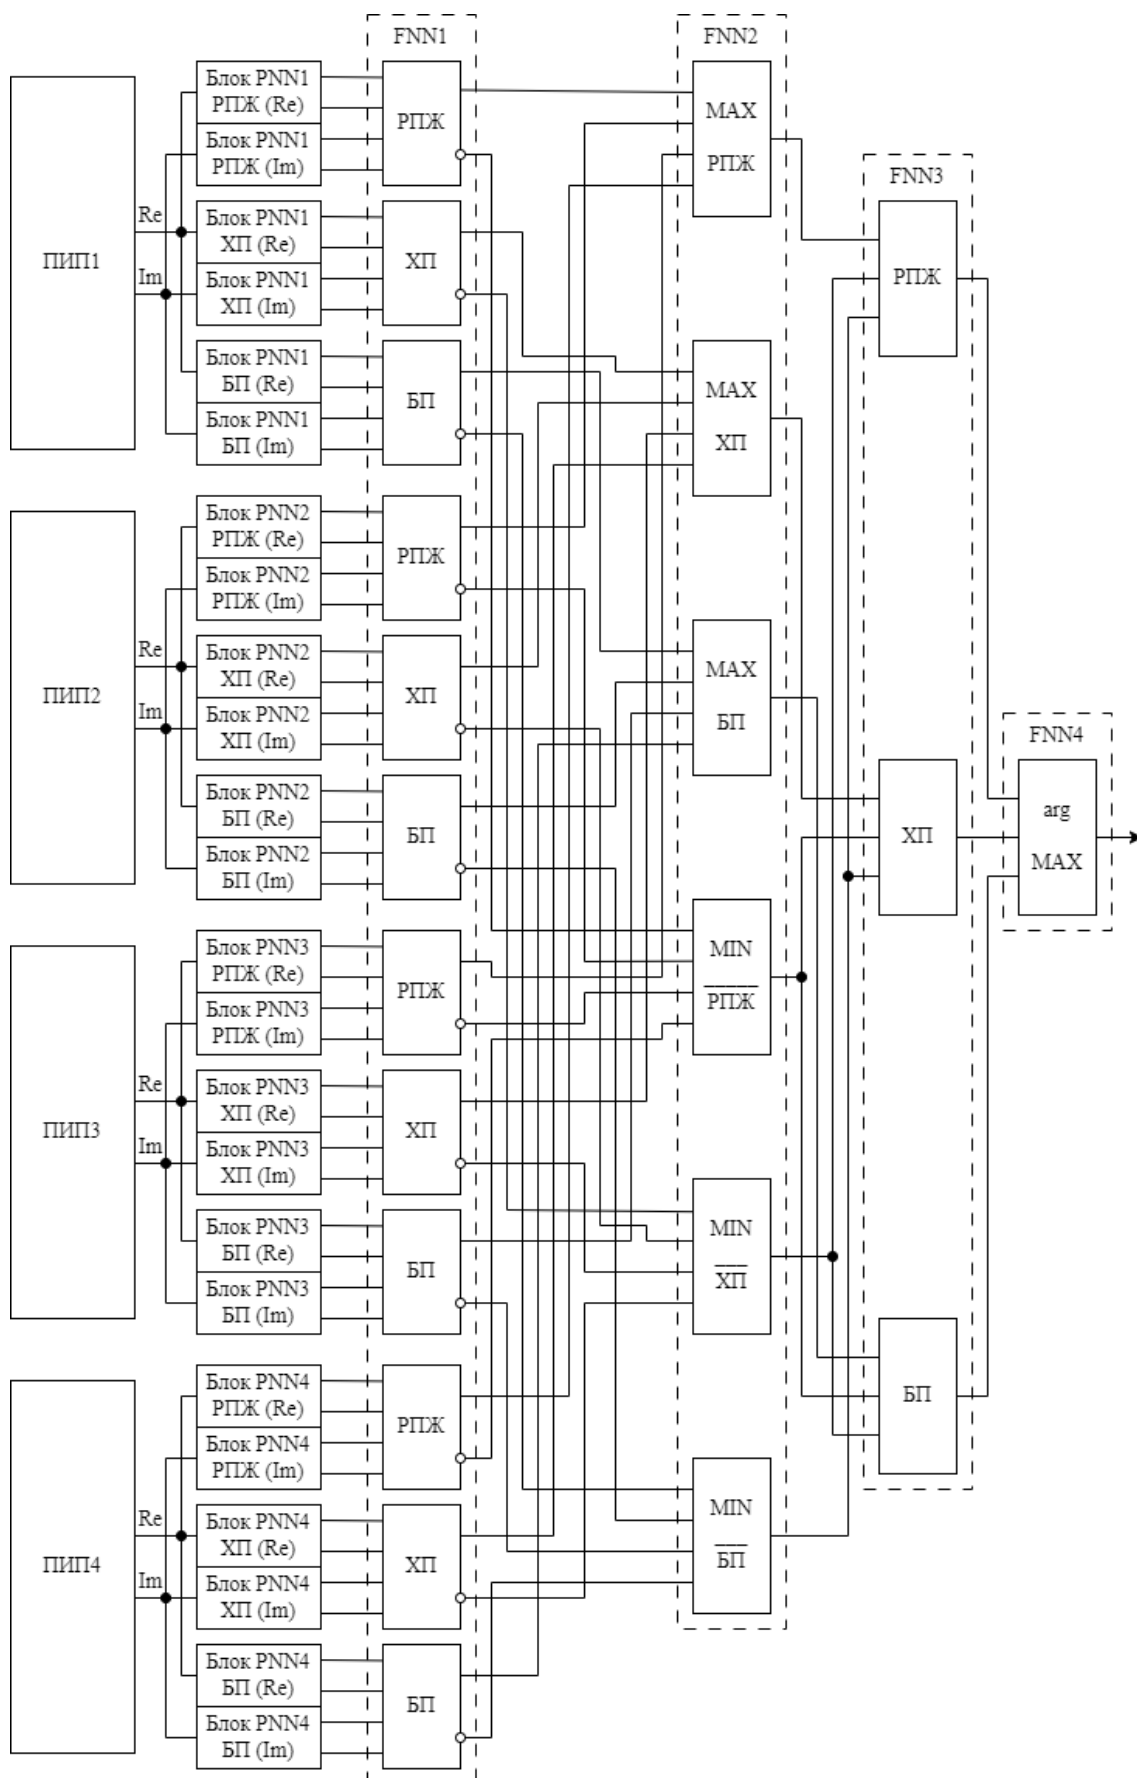 FNN1
FNN2
FNN3
FNN4
ПИП1
Re
Im
Блок PNN1
РПЖ (Re)
Блок PNN1
РПЖ (Im)
Блок PNN1
ХП (Re)
Блок PNN1
ХП (Im)
Блок PNN1
БП (Re)
Блок PNN1
БП (Im)
РПЖ
ХП
БП
ПИП2
Re
Im
Блок PNN2
РПЖ (Re)
Блок PNN2
РПЖ (Im)
Блок PNN2
ХП (Re)
Блок PNN2
ХП (Im)
Блок PNN2
БП (Re)
Блок PNN2
БП (Im)
РПЖ
ХП
БП
ПИП3
Re
Im
Блок PNN3
РПЖ (Re)
Блок PNN3
РПЖ (Im)
Блок PNN3
ХП (Re)
Блок PNN3
ХП (Im)
Блок PNN3
БП (Re)
Блок PNN3
БП (Im)
РПЖ
ХП
БП
ПИП4
Re
Im
Блок PNN4
РПЖ (Re)
Блок PNN4
РПЖ (Im)
Блок PNN4
ХП (Re)
Блок PNN4
ХП (Im)
Блок PNN4
БП (Re)
Блок PNN4
БП (Im)
РПЖ
ХП
БП
MAX
РПЖ
MAX
ХП
MAX
БП
MIN
РПЖ
MIN
ХП
MIN
БП
РПЖ
ХП
БП
arg
MAX